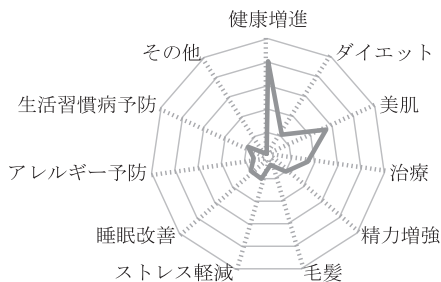 健康増進
その他
ダイエット
生活習慣病予防
美肌
アレルギー予防
治療
睡眠改善
精力増強
ストレス軽減
毛髪